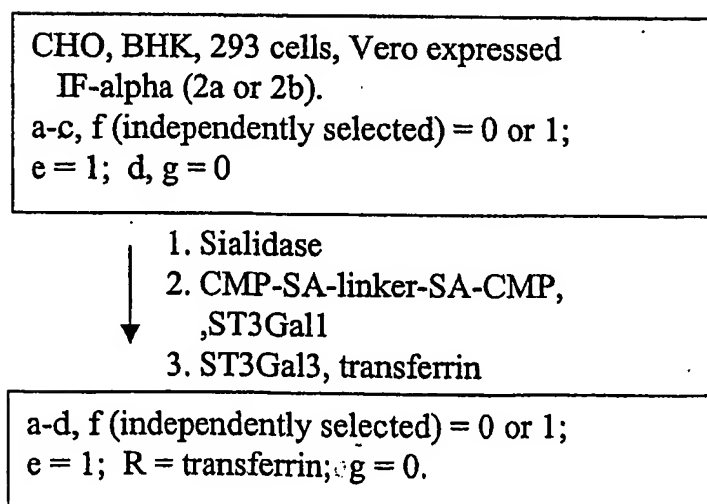 CHO, BHK, 293 cells, Vero expressed
IF-alpha (2a or 2b).
a-c, f (independently selected) = 0 or 1;
e = 1; d, g = 0
1. Sialidase
2. CMP-SA-linker-SA-CMP,
,ST3Gal1
3. ST3Gal3, transferrin
a-d, f (independently selected) = 0 or 1;
e = 1; R = transferrin; g = 0.